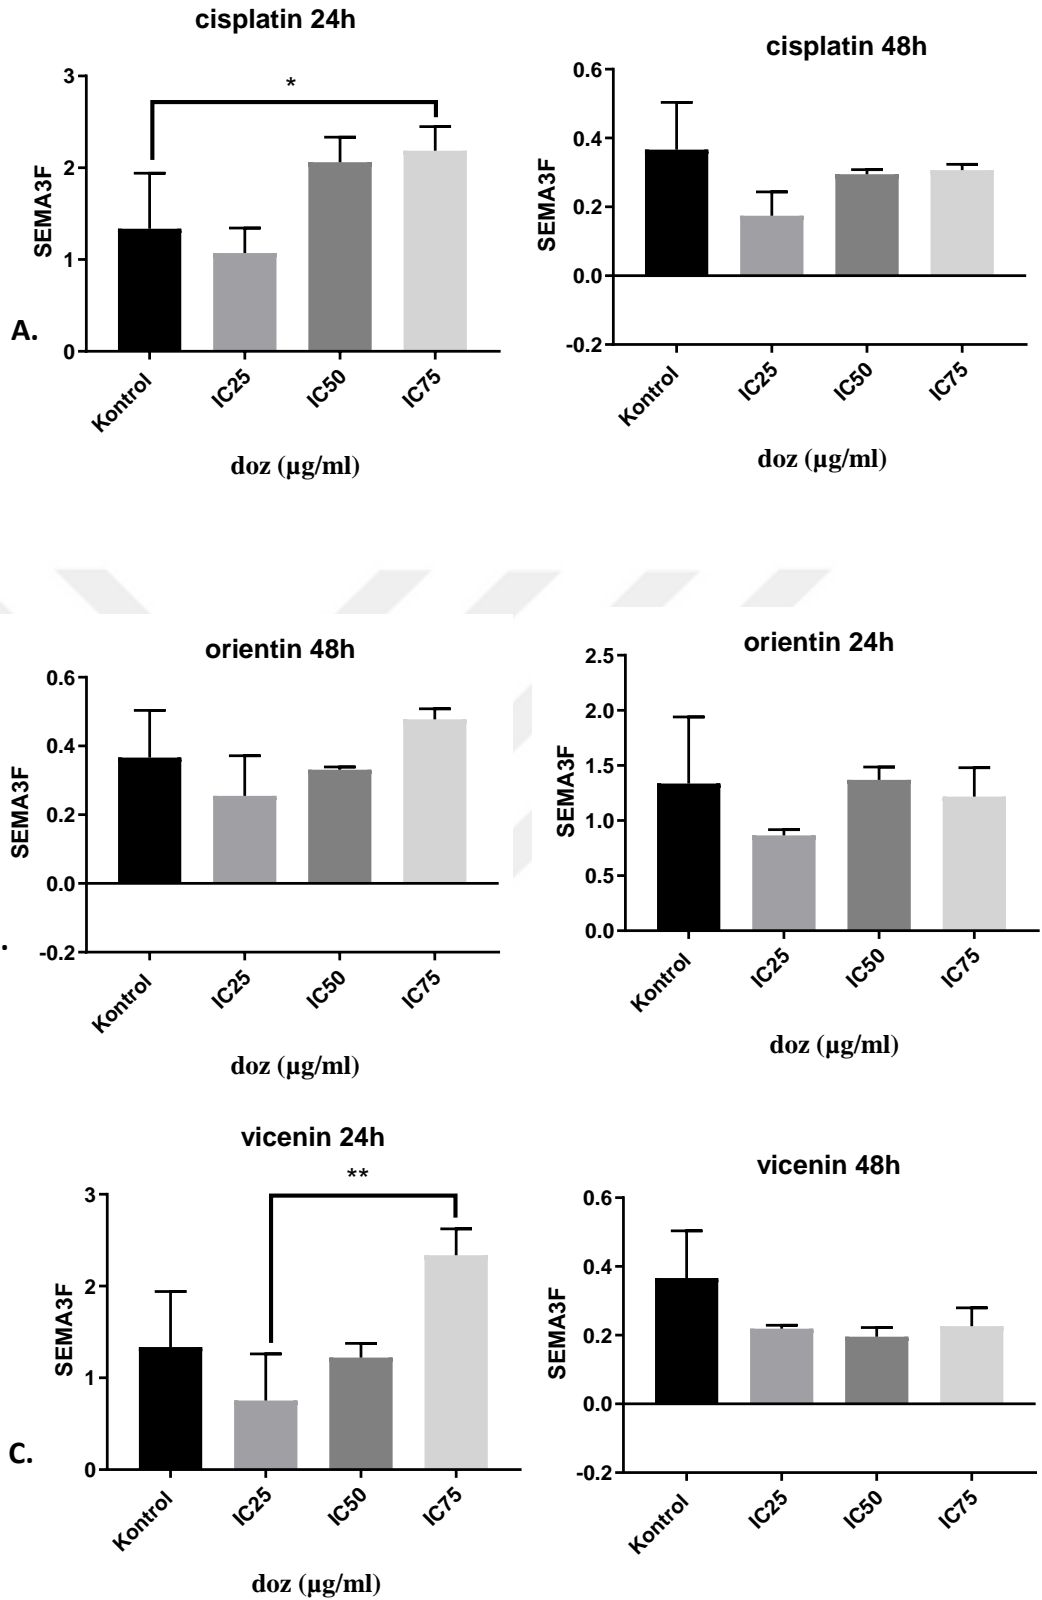 cisplatin 24h
*
3
2
1
0
SEMA3F
Kontrol
IC25
IC50
IC75
doz (µg/ml)
A.
cisplatin 48h
0.6
0.4
0.2
0.0
-0.2
SEMA3F
Kontrol
IC25
IC50
IC75
doz (µg/ml)
orientin 48h
0.6
0.4
0.2
0.0
-0.2
SEMA3F
Kontrol
IC25
IC50
IC75
doz (µg/ml)
.
orientin 24h
2.5
2.0
1.5
1.0
0.5
0.0
SEMA3F
Kontrol
IC25
IC50
IC75
doz (µg/ml)
vicenin 24h
**
3
2
1
0
SEMA3F
Kontrol
IC25
IC50
IC75
doz (µg/ml)
C.
vicenin 48h
0.6
0.4
0.2
0.0
-0.2
SEMA3F
Kontrol
IC25
IC50
IC75